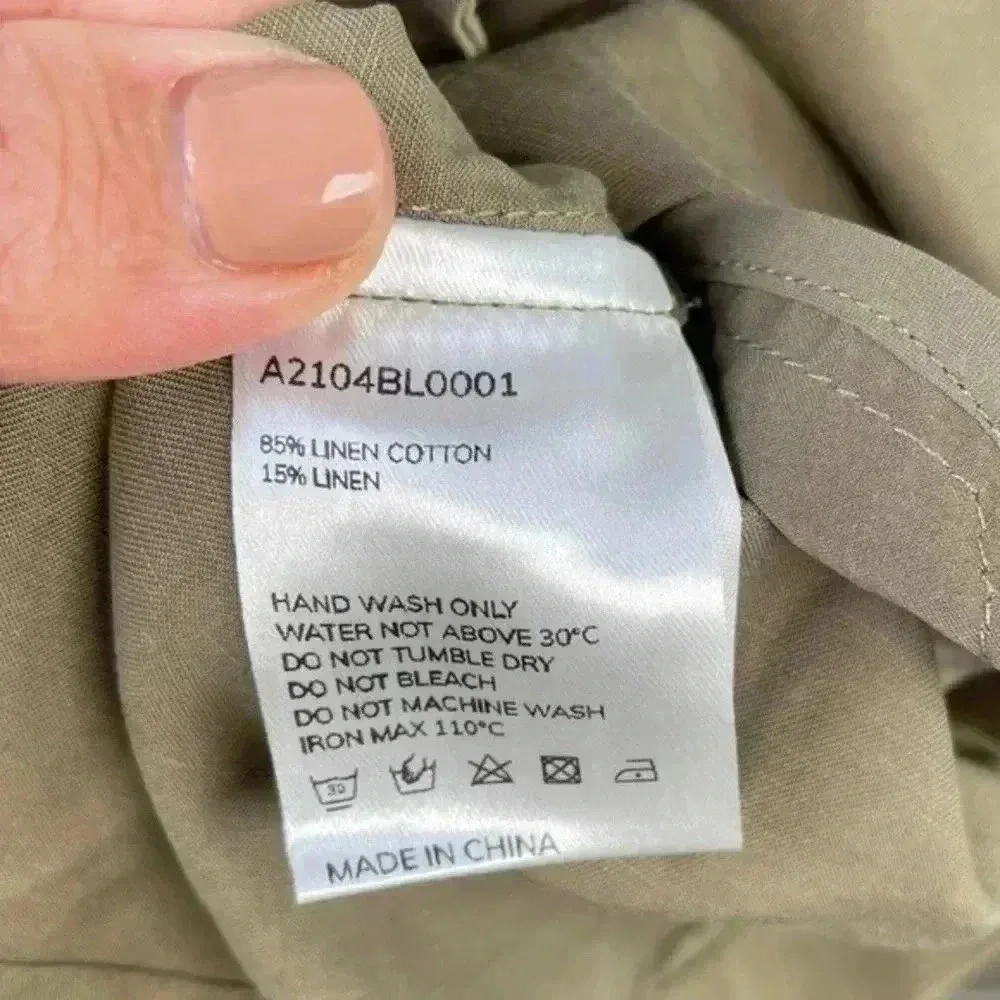 A2104BL0001
85% LINEN COTTON
15% LINEN
HAND WASH ONLY
WATER NOT ABOVE 30°C
DO NOT TUMBLE DRY
DO NOT BLEACH
DO NOT MACHINE WASH
IRON MAX 110°C
30
MADE IN CHINA